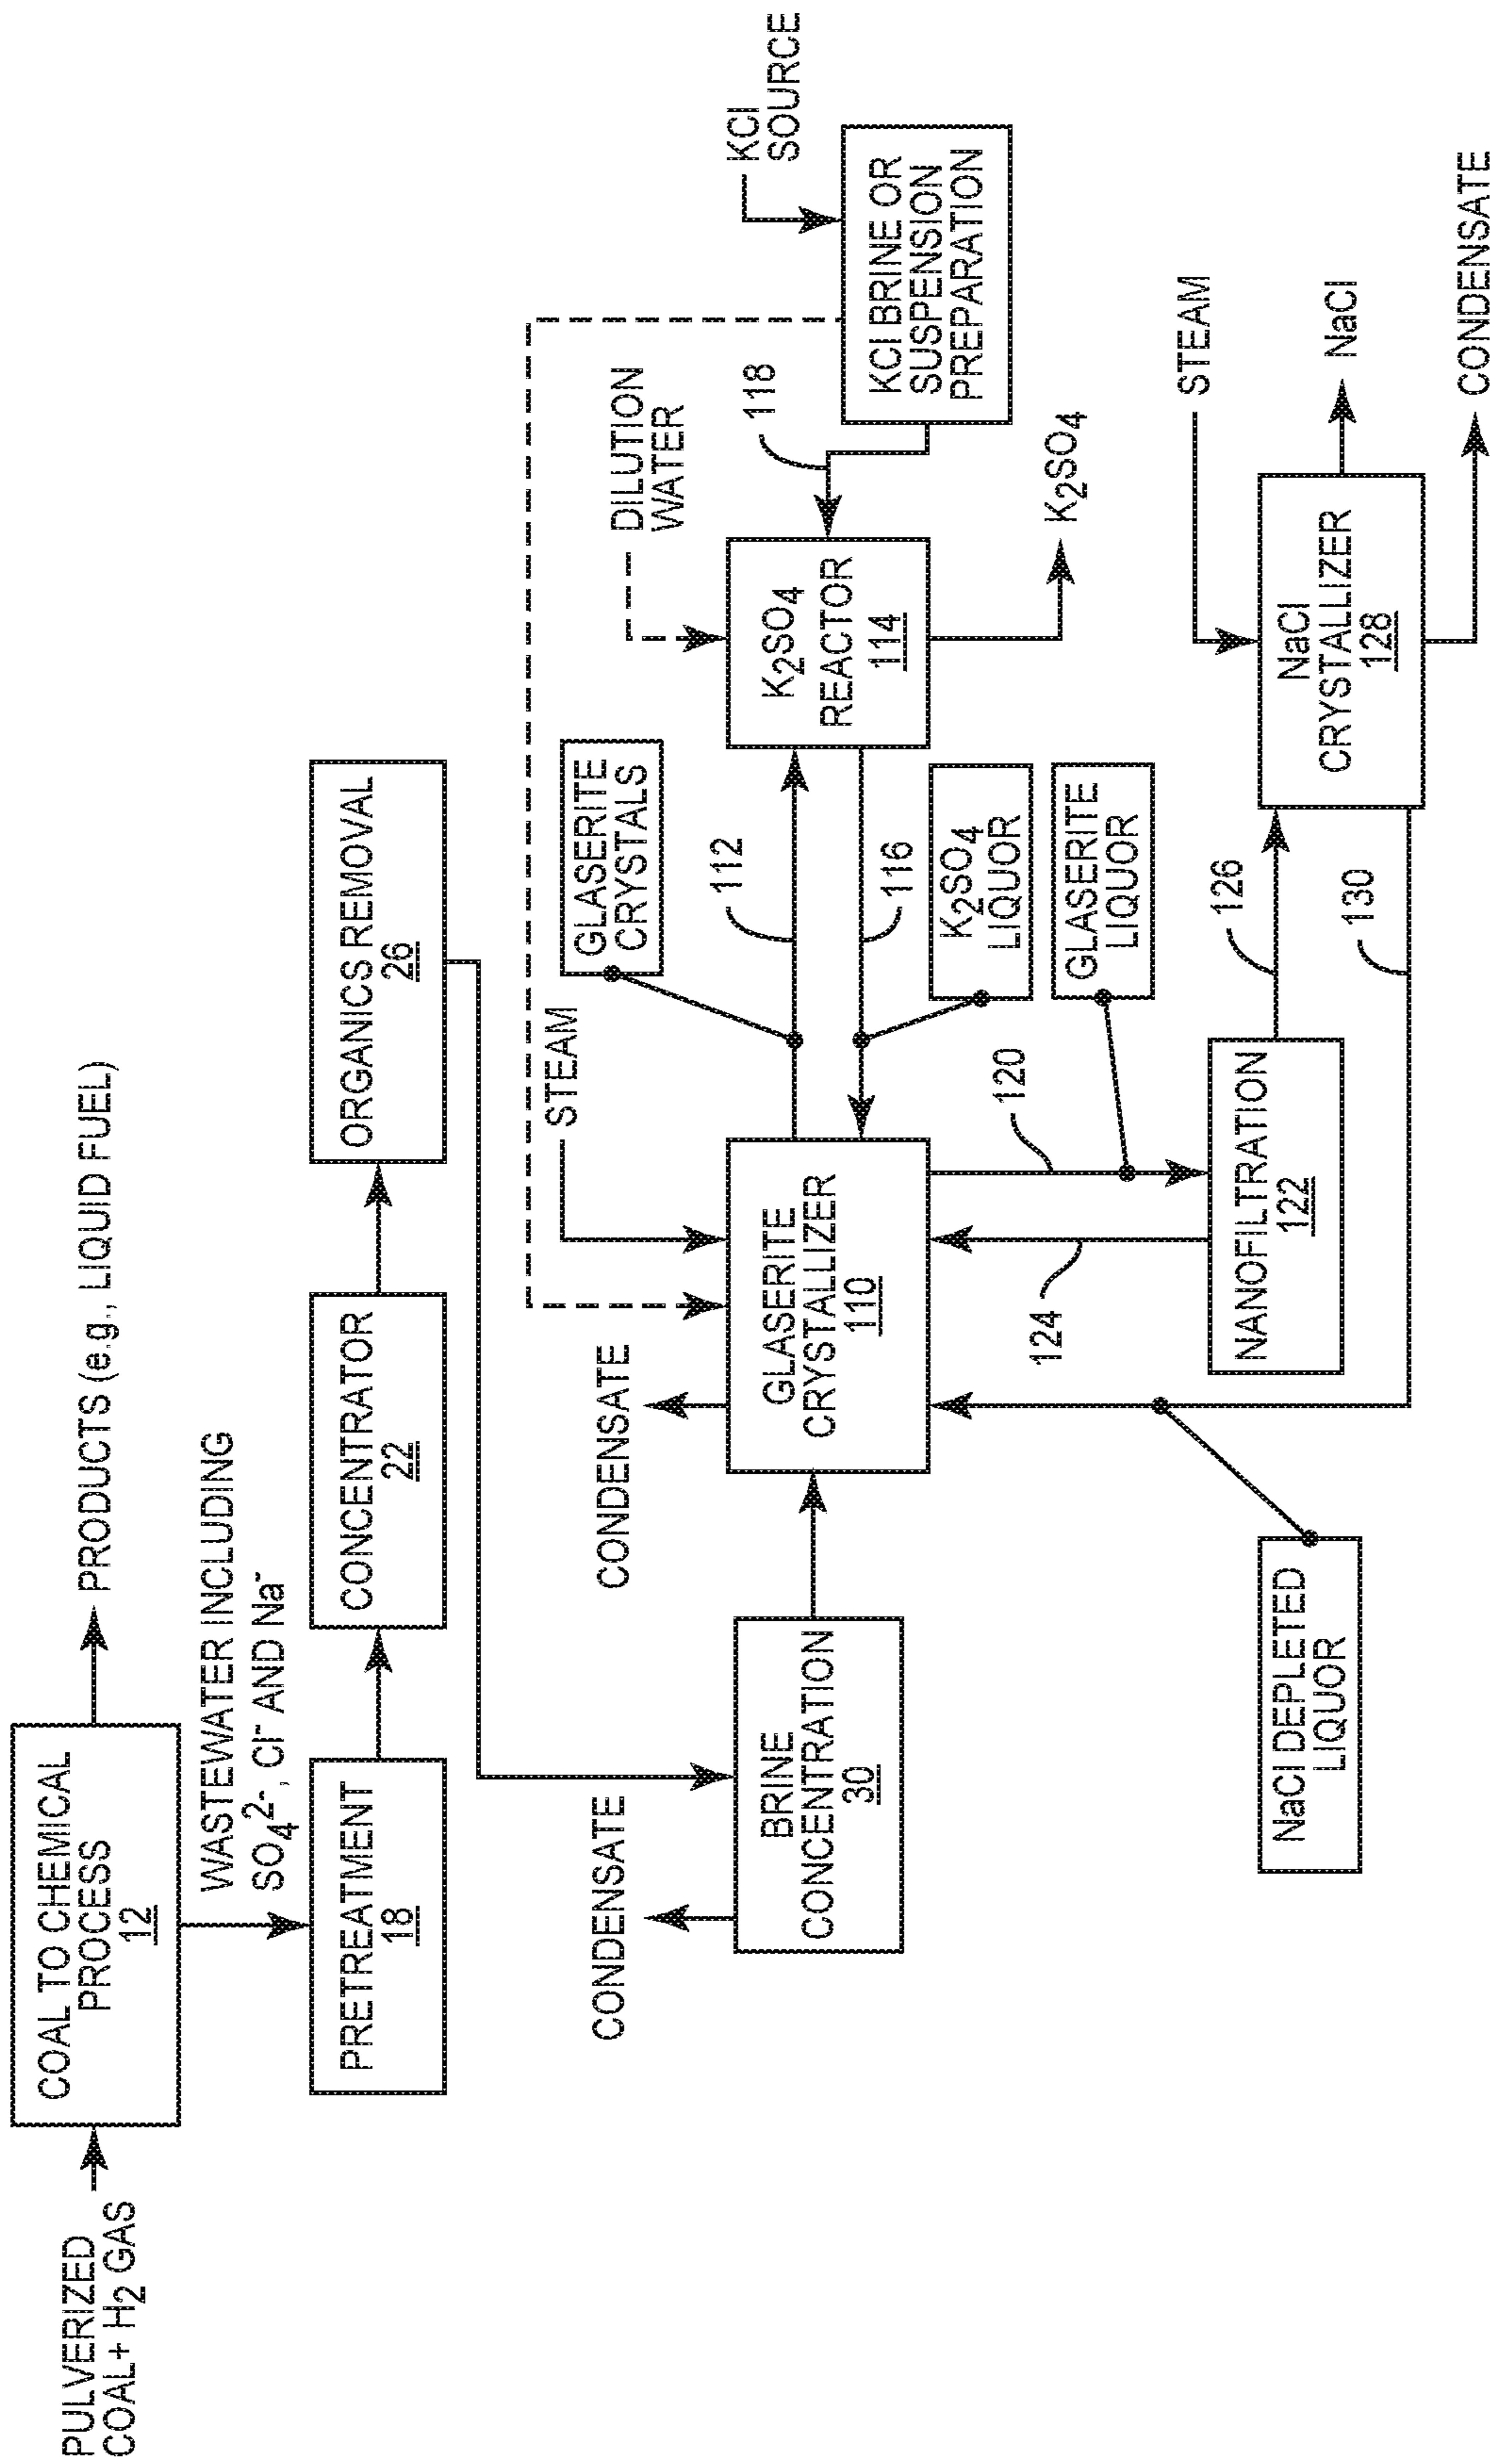 PULVERIZED
COAL+ H2 GAS
COAL TO CHEMICAL
PROCESS
12
PRODUCTS (e.g., LIQUID FUEL)
WASTEWATER INCLUDING
SO4 2-, Cl- AND Na-
PRETREATMENT
18
CONCENTRATOR
22
ORGANICS REMOVAL
26
CONDENSATE
BRINE
CONCENTRATION
30
CONDENSATE
STEAM
GLASERITE
CRYSTALLIZER
110
GLASERITE
CRYSTALS
112
116
K2SO4
LIQUOR
DILUTION
WATER
K2SO4
REACTOR
114
118
K2SO4
KCl
SOURCE
KCl BRINE OR
SUSPENSION
PREPARATION
GLASERITE
LIQUOR
120
124
NANOFILTRATION
122
126
130
NaCl DEPLETED
LIQUOR
STEAM
NaCl
CRYSTALLIZER
128
NaCl
CONDENSATE